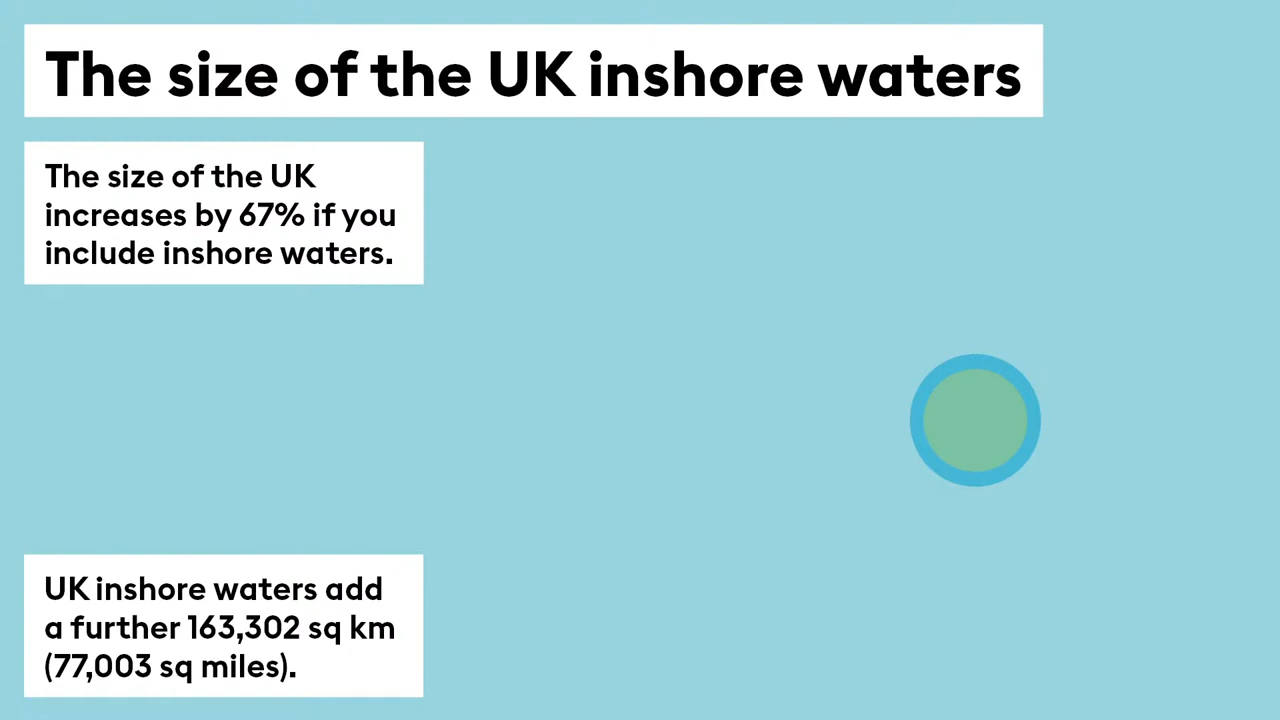 The size of the UK inshore waters
The size of the UK
increases by 67% if you
include inshore waters.
UK inshore waters add
a further 163,302 sq km
(77,003 sq miles).